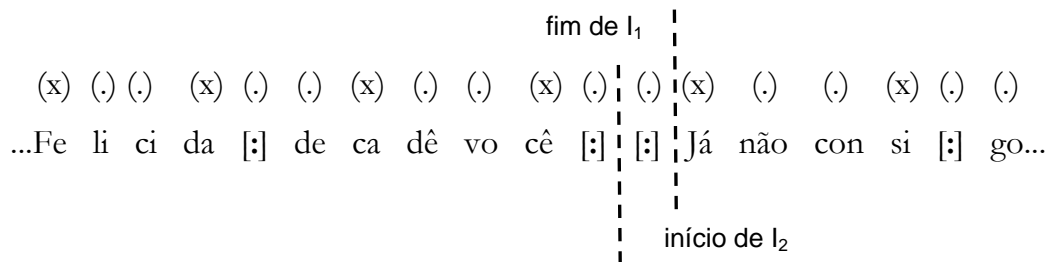 fim de I₁
(x) (.) (.) (x) (.) (.) (x) (.) (.) (x) (.) (.) (x) (.) (.) (x) (.) (.)
...Fe li ci da [:] de ca dê vo cê [:] [:] Já não con si [:] go...
início de I₂